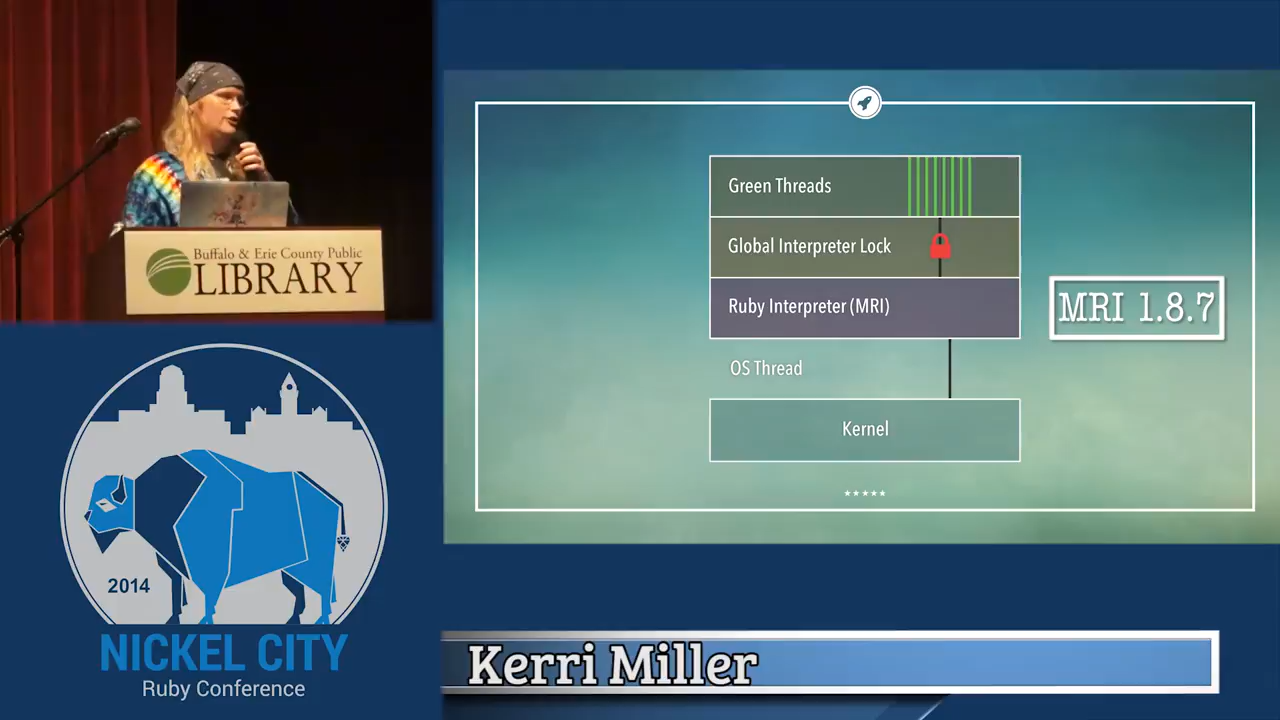 Buffalo & Erie County Public
LIBRARY
2014
NICKEL CITY
Ruby Conference
Green Threads
Global Interpreter Lock
Ruby Interpreter (MRI)
OS Thread
Kernel
MRI 1.8.7
Kerri Miller